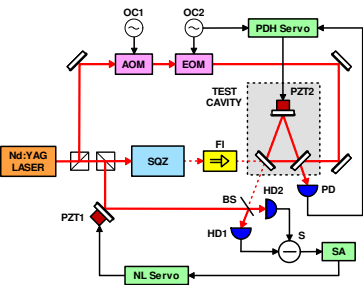 OC1
OC2
PDH Servo
AOM
EOM
TEST
CAVITY
PZT2
Nd:YAG
LASER
SQZ
FI
PD
BS
HD2
PZT1
HD1
S
SA
NL Servo